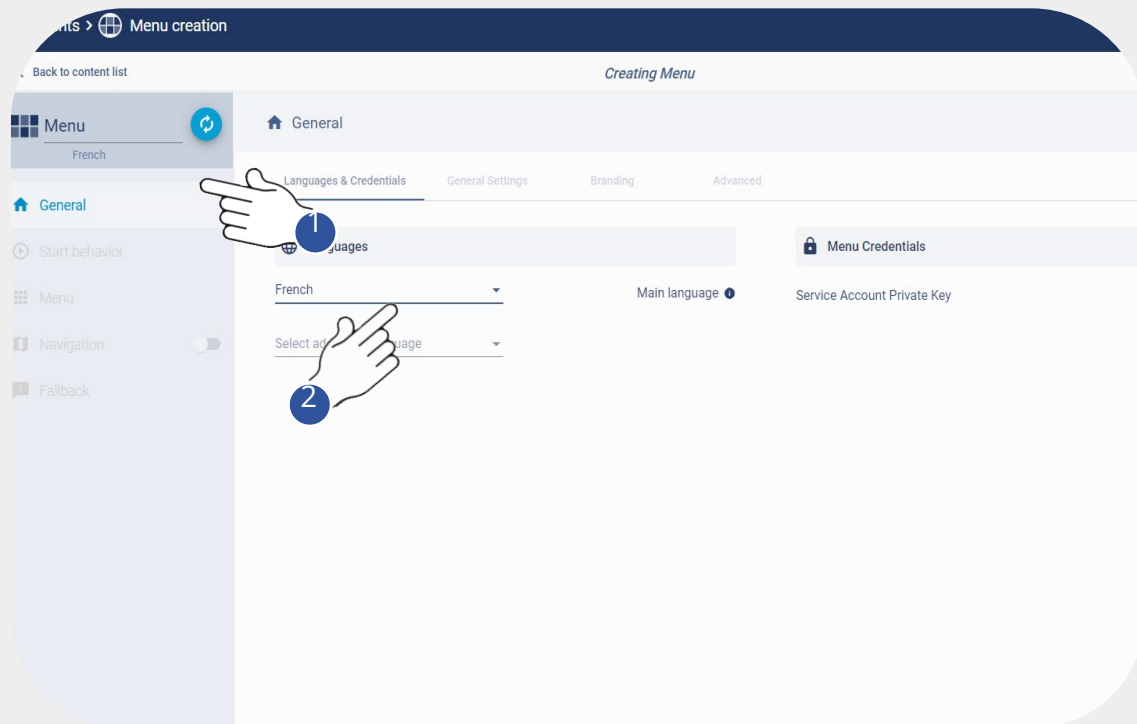 > Menu creation
Back to content list
Creating Menu
Menu
French
General
General
Start behavior
Menu
Navigation
Fallback
Languages & Credentials
General Settings
Branding
Advanced
1
Menu Credentials
French
Main language
Service Account Private Key
Select
2